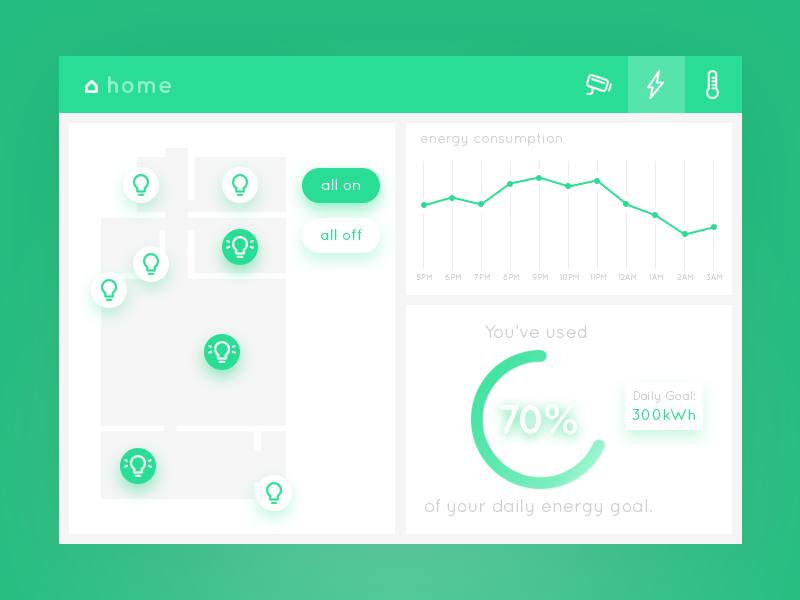 home
all on
all off
energy consumption
5PM 6PM 7PM 8PM 9PM 10PM 11PM 12AM 1AM 2AM 3AM
You've used
70%
Daily Goal:
300kWh
of your daily energy goal.